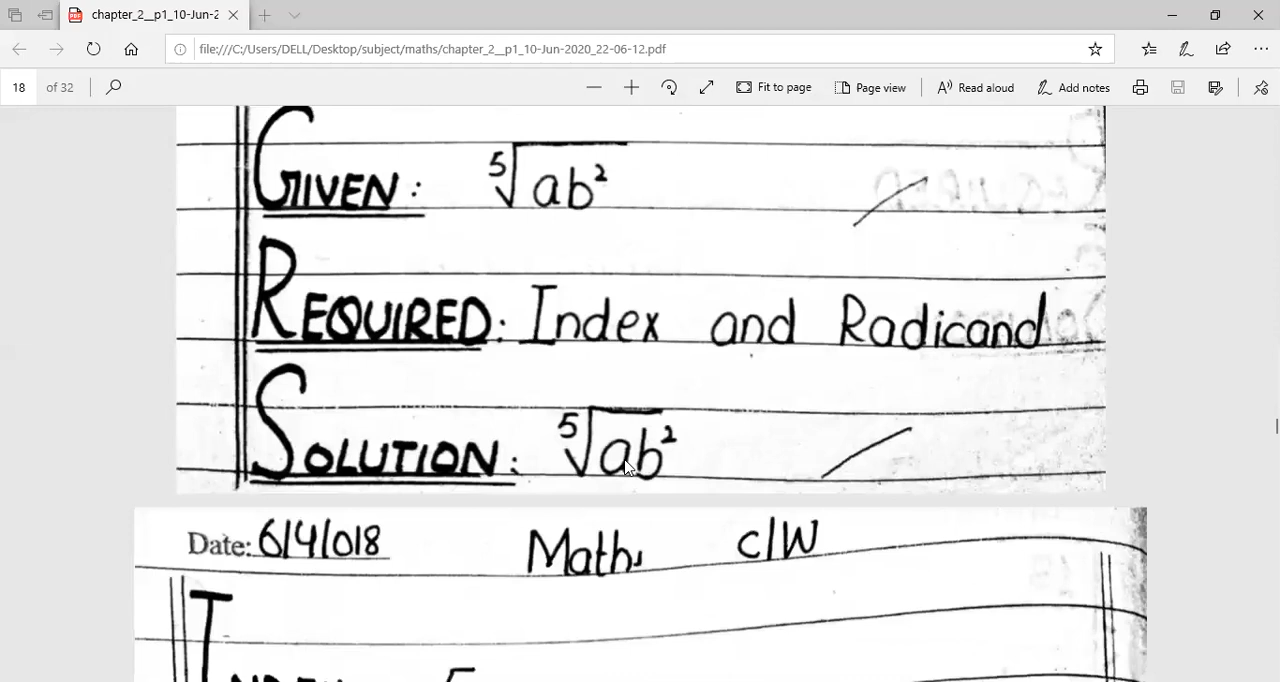 chapter_2__p1_10-Jun-2
file:///C:/Users/DELL/Desktop/subject/maths/chapter_2__p1_10-Jun-2020_22-06-12.pdf
18 of 32 Fit to page Page view Read aloud Add notes
GIVEN: ⁵√ab²
REQUIRED: Index and Radicand
SOLUTION: ⁵√ab²
Date: 6/4/018 Maths C/W